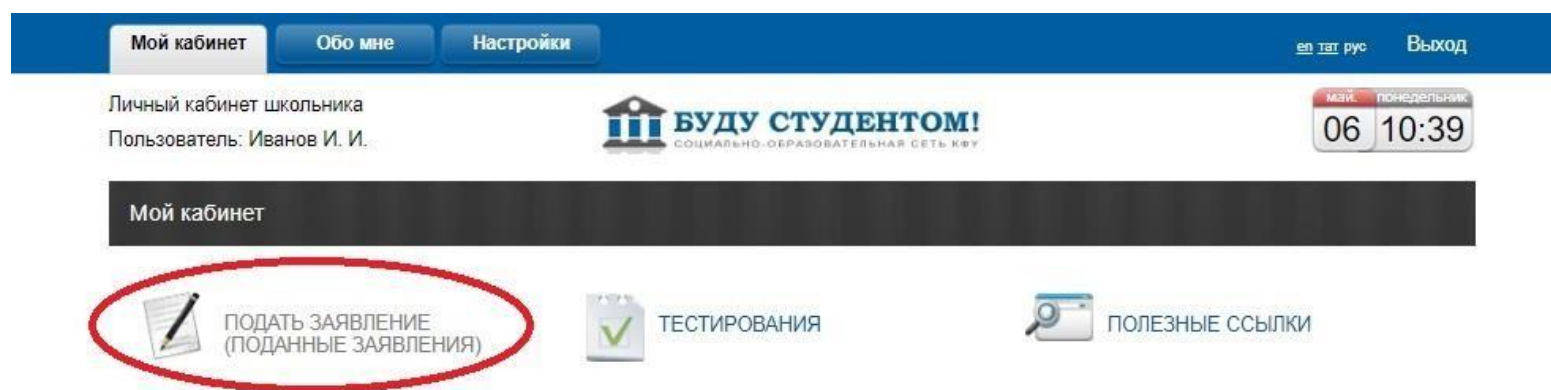 Мой кабинет Обо мне Настройки en тат рус Выход
Личный кабинет школьника
Пользователь: Иванов И. И.
БУДУ СТУДЕНТОМ!
СОЦИАЛЬНО-ОБРАЗОВАТЕЛЬНАЯ СЕТЬ КФУ
май. понедельник
06 10:39
Мой кабинет
ПОДАТЬ ЗАЯВЛЕНИЕ
(ПОДАННЫЕ ЗАЯВЛЕНИЯ)
ТЕСТИРОВАНИЯ
ПОЛЕЗНЫЕ ССЫЛКИ